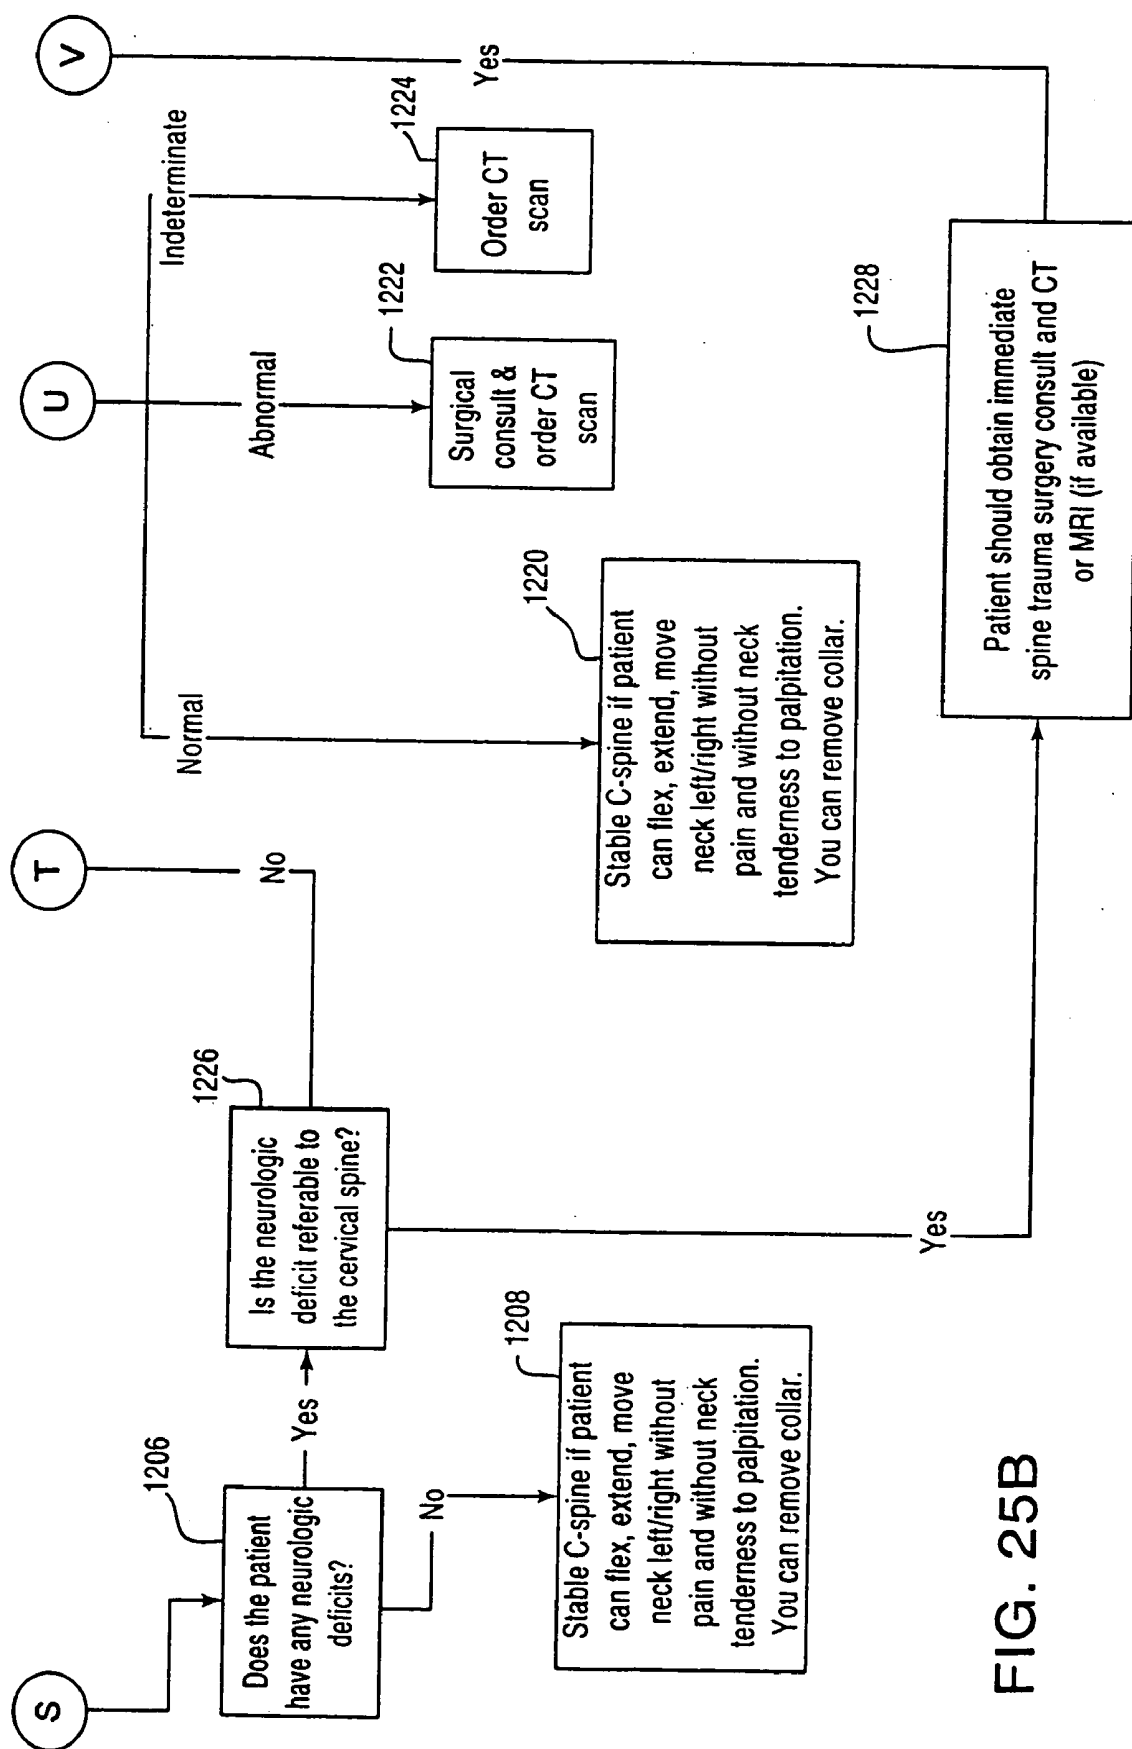 S
T
U
V
1206
Does the patient
have any neurologic
deficits?
Yes
No
1226
Is the neurologic
deficit referable to
the cervical spine?
No
Yes
1208
Stable C-spine if patient
can flex, extend, move
neck left/right without
pain and without neck
tenderness to palpitation.
You can remove collar.
Normal
Abnormal
Indeterminate
1220
Stable C-spine if patient
can flex, extend, move
neck left/right without
pain and without neck
tenderness to palpitation.
You can remove collar.
1222
Surgical
consult &
order CT
scan
1224
Order CT
scan
Yes
1228
Patient should obtain immediate
spine trauma surgery consult and CT
or MRI (if available)
FIG. 25B